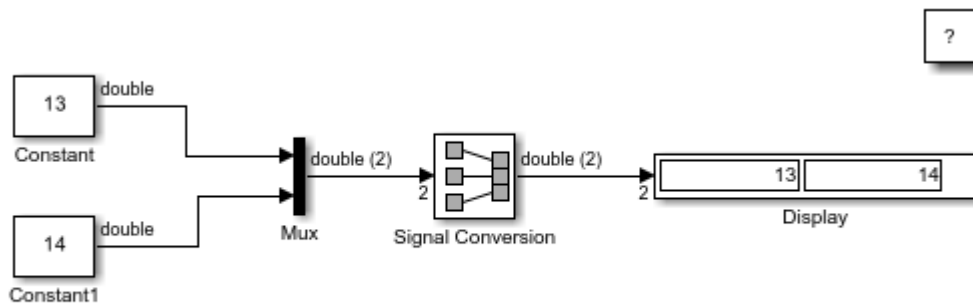 ?
13
double
Constant
double (2)
double (2)
2
2
13
14
Mux
Signal Conversion
Display
14
double
Constant1